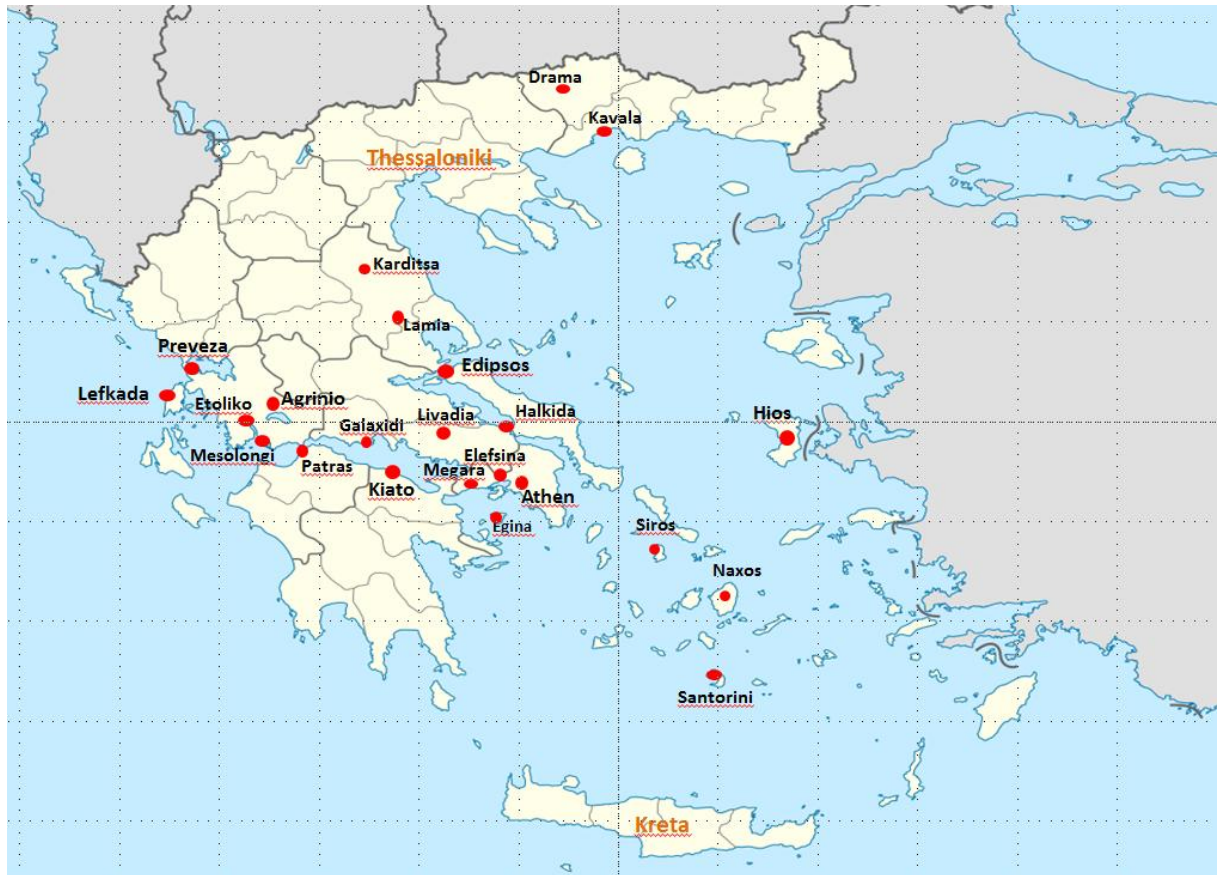 Drama
Kavala
Thessaloniki
Karditsa
Lamia
Preveza
Edipsos
Lefkada
Etoliko
Agrinio
Livadia
Halkida
Hios
Galaxidi
Mesolongi
Patras
Elefsina
Megara
Kiato
Athen
Egina
Siros
Naxos
Santorini
Kreta